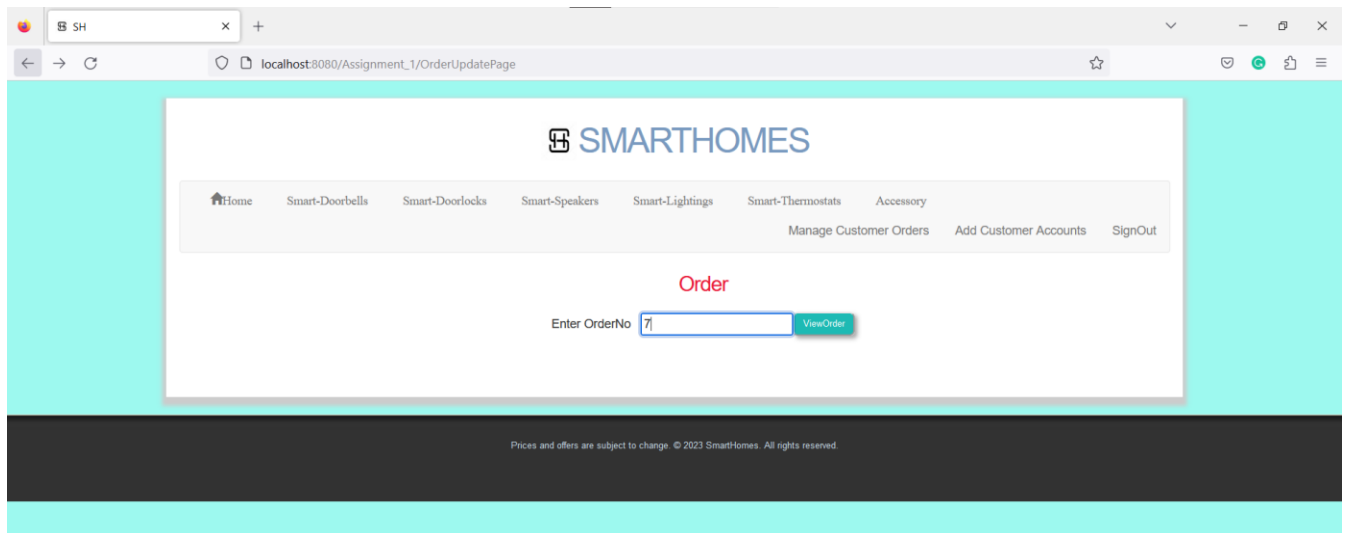 SH
localhost:8080/Assignment_1/OrderUpdatePage
SMARTHOMES
Home Smart-Doorbells Smart-Doorlocks Smart-Speakers Smart-Lightings Smart-Thermostats Accessory
Manage Customer Orders Add Customer Accounts SignOut
Order
Enter OrderNo 7 ViewOrder
Prices and offers are subject to change. © 2023 SmartHomes. All rights reserved.